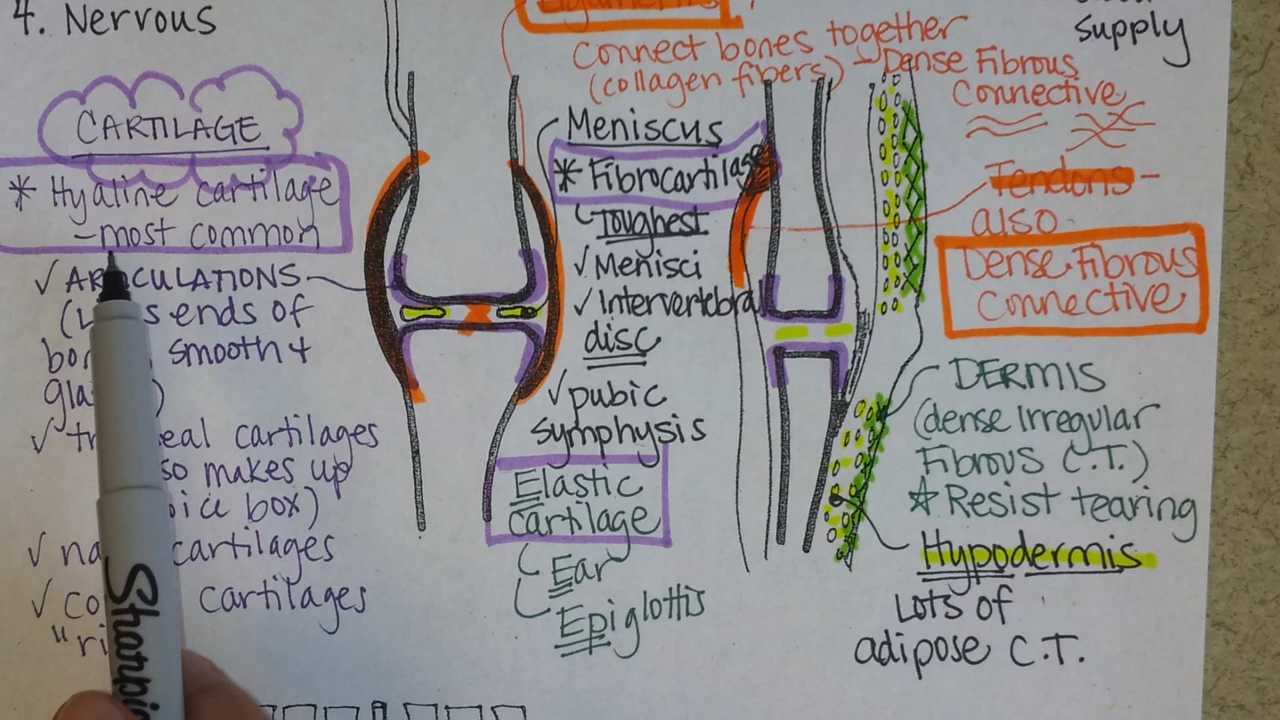 4. Nervous
Ligaments
Connect bones together
(collagen fibers) - Dense Fibrous
Connective
supply
CARTILAGE
* Hyaline cartilage
- most common
✓ ARTICULATIONS
ends of
smooth +
✓ cartilages
makes up
box)
✓ cartilages
✓ cartilages
Meniscus
* Fibrocartilage
Toughest
✓ Menisci
✓ Intervertebral
disc
✓ pubic
symphysis
Elastic
cartilage
Ear
Epiglottis
Tendons -
also
Dense Fibrous
Connective
DERMIS
(dense Irregular
Fibrous C.T.)
☆ Resist tearing
Hypodermis
Lots of
adipose C.T.
Sharpie